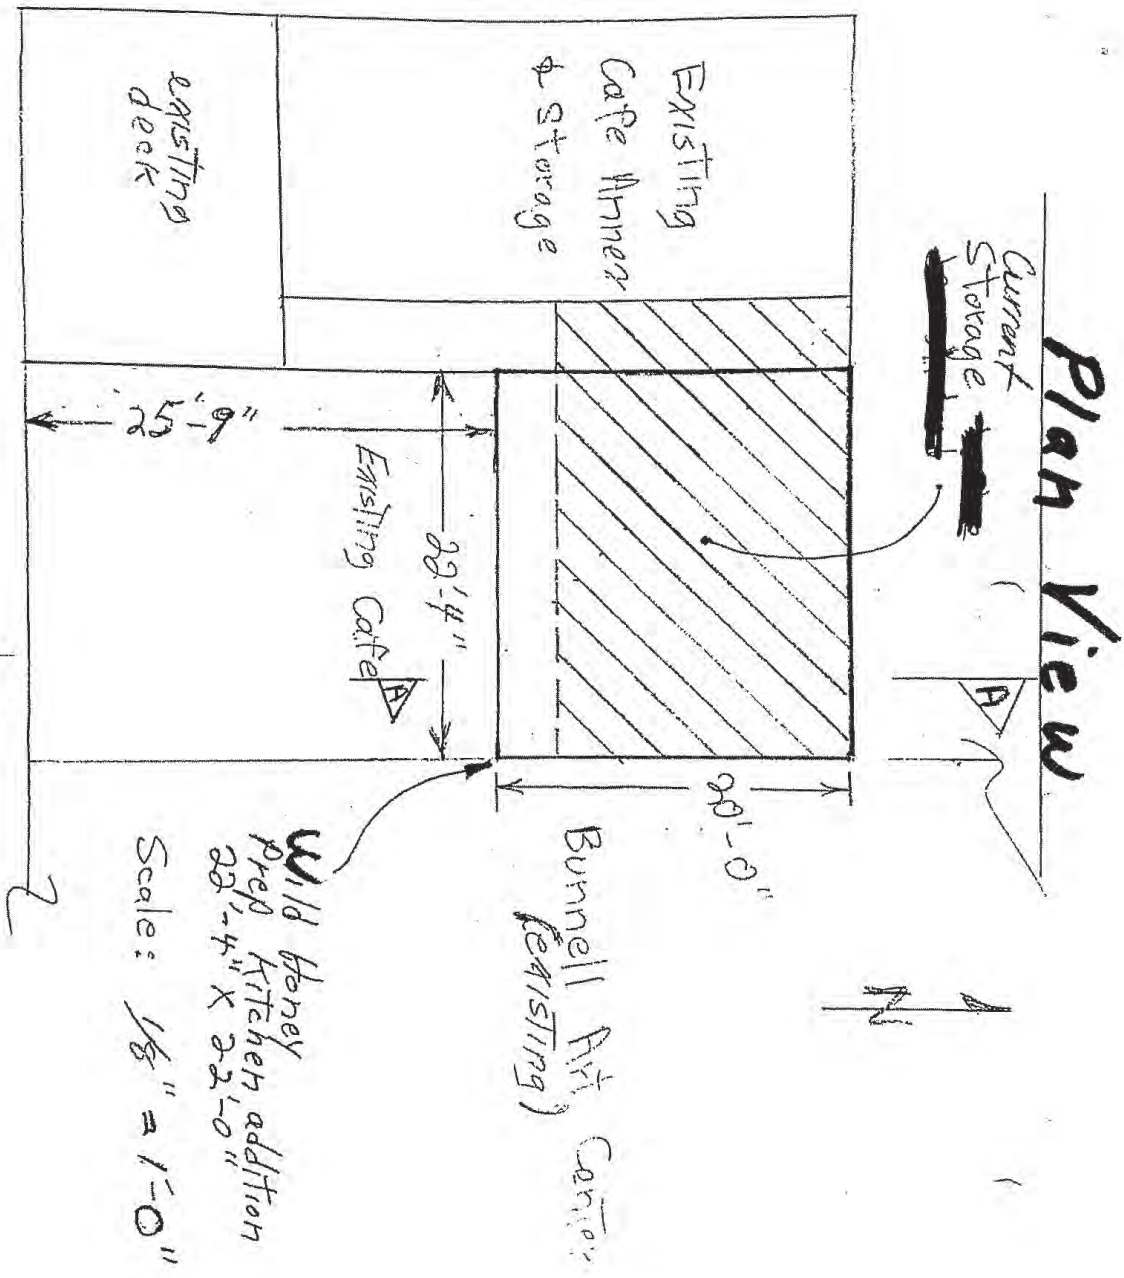 Plan View
Current
Storage
A
Existing
Cafe Annex
& Storage
existing
deck
25'-9"
22'-4"
Existing Cafe
A
20'-0"
Bunnell Art Center
(existing)
N
Wild Honey
Prep Kitchen addition
22'-4" x 22'-0"
Scale: 1/8" = 1'-0"